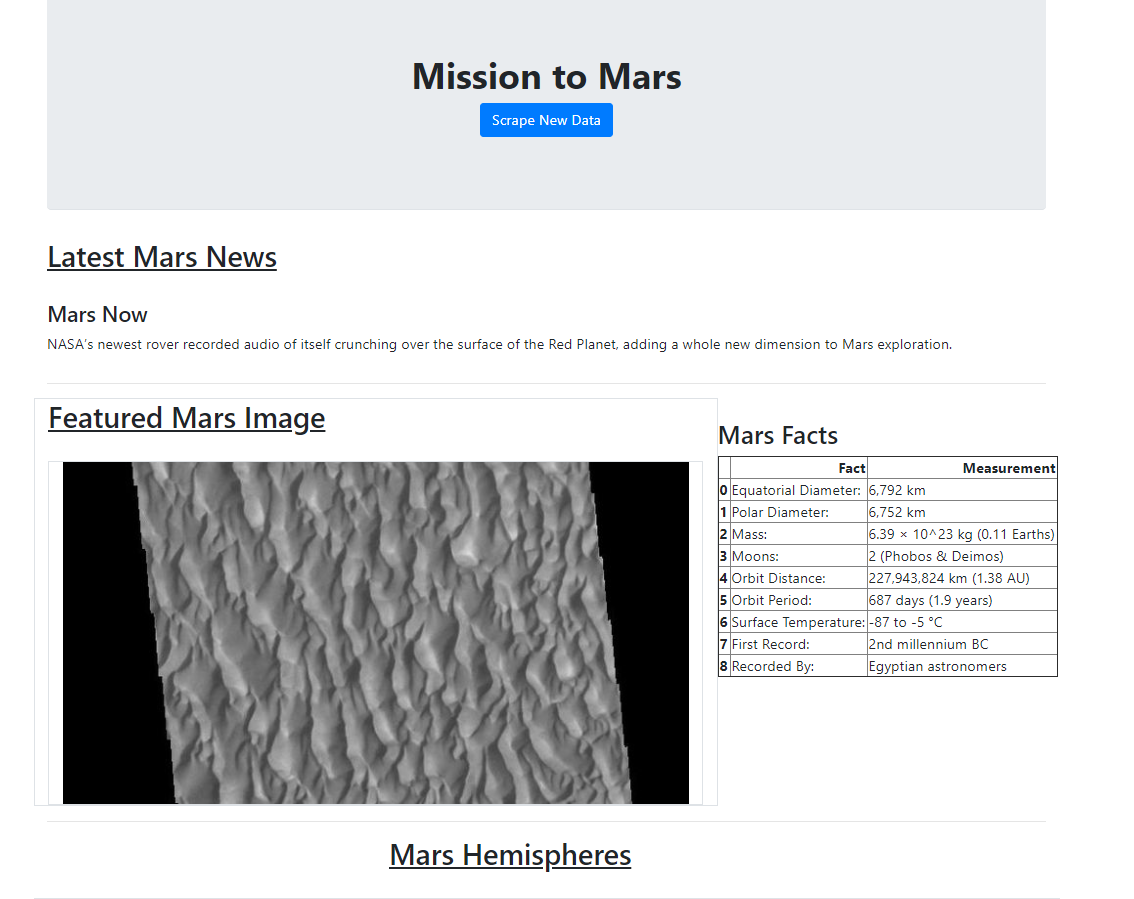 Mission to Mars
Scrape New Data
Latest Mars News
Mars Now
NASA's newest rover recorded audio of itself crunching over the surface of the Red Planet, adding a whole new dimension to Mars exploration.
Featured Mars Image
Mars Facts
Fact Measurement
0 Equatorial Diameter: 6,792 km
1 Polar Diameter: 6,752 km
2 Mass: 6.39 × 10^23 kg (0.11 Earths)
3 Moons: 2 (Phobos & Deimos)
4 Orbit Distance: 227,943,824 km (1.38 AU)
5 Orbit Period: 687 days (1.9 years)
6 Surface Temperature: -87 to -5 °C
7 First Record: 2nd millennium BC
8 Recorded By: Egyptian astronomers
Mars Hemispheres